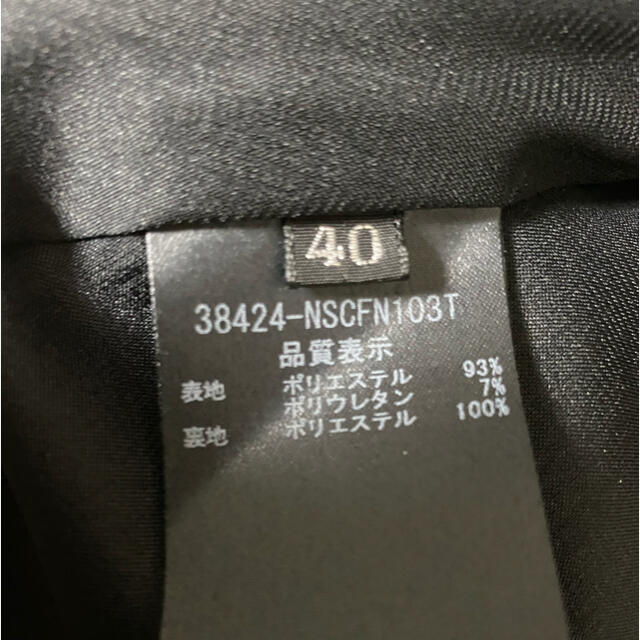 40
38424-NSCFN103T
品質表示
表地 ポリエステル 93%
ポリウレタン 7%
裏地 ポリエステル 100%